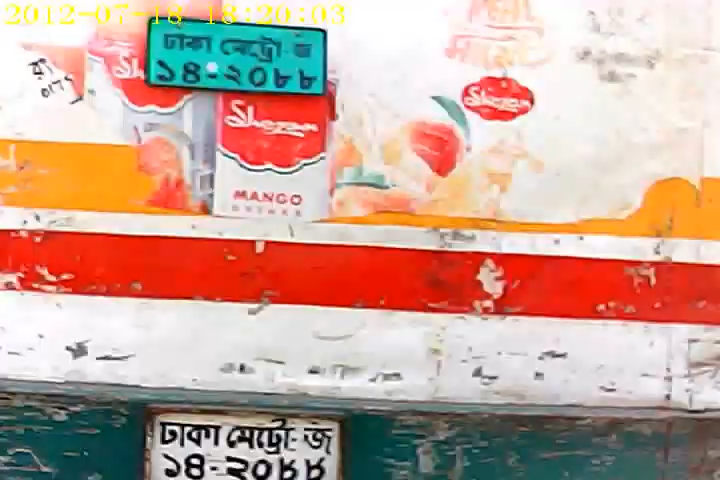 2012-07-18 18:20:03
ঢাকা মেট্রো জ
১৪-২০৮৮
Shezan
MANGO
Shezan
ঢাকা মেট্রো: জ
১৪-২০৮৮